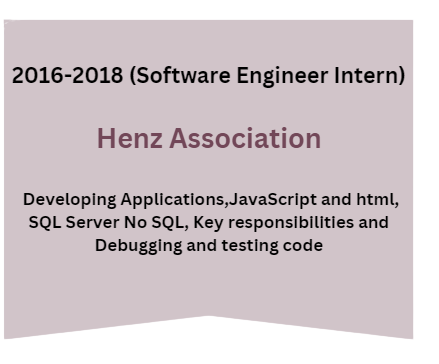 2016-2018 (Software Engineer Intern)
Henz Association
Developing Applications,JavaScript and html,
SQL Server No SQL, Key responsibilities and
Debugging and testing code